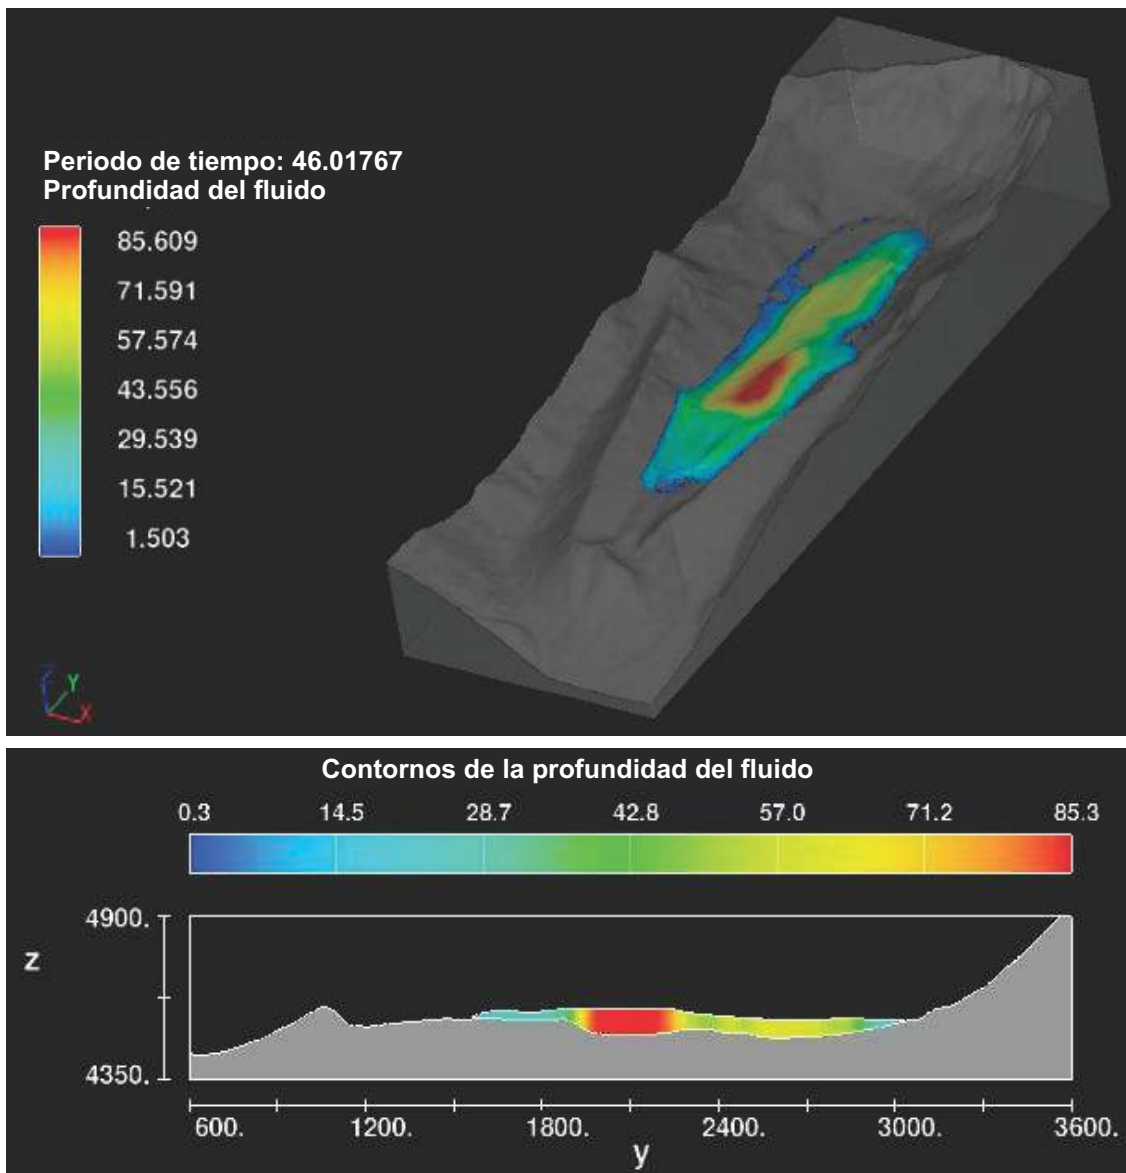 Periodo de tiempo: 46.01767
Profundidad del fluido
85.609
71.591
57.574
43.556
29.539
15.521
1.503
Z
Y
X
Contornos de la profundidad del fluido
0.3 14.5 28.7 42.8 57.0 71.2 85.3
4900.
z
4350.
600. 1200. 1800. 2400. 3000. 3600.
y